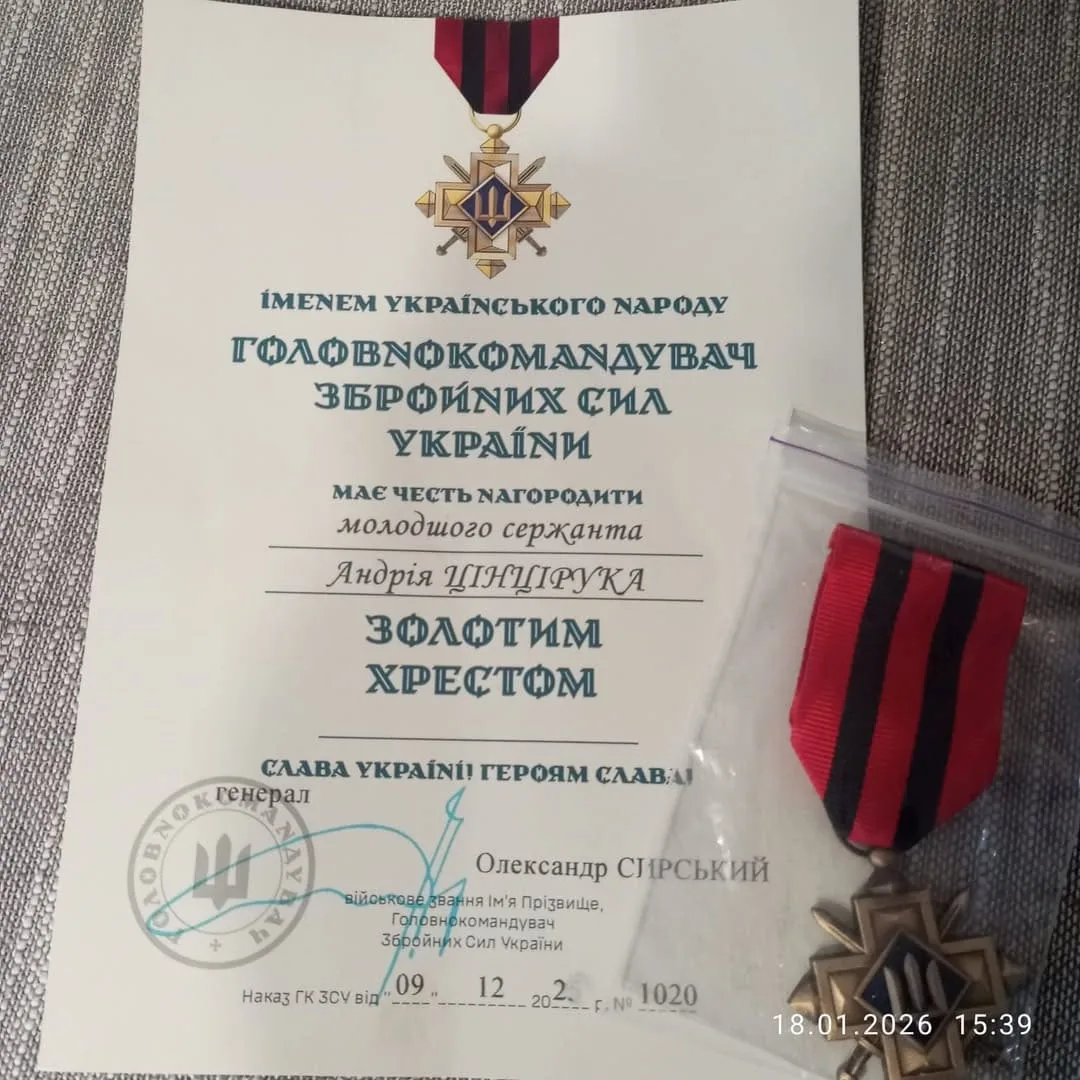 ІМЕНЕМ УКРАЇНСЬКОГО НАРОДУ
ГОЛОВНОКОМАНДУВАЧ
ЗБРОЙНИХ СИЛ
УКРАЇНИ
МАЄ ЧЕСТЬ НАГОРОДИТИ
молодшого сержанта
Андрія ЦІНЦІРУКА
ЗОЛОТИМ
ХРЕСТОМ
СЛАВА УКРАЇНІ! ГЕРОЯМ СЛАВА!
генерал
ГОЛОВНОКОМАНДУВАЧ
Олександр СИРСЬКИЙ
військове звання Ім'я Прізвище,
Головнокомандувач
Збройних Сил України
Наказ ГК ЗСУ від "09" 12 202 р. № 1020
18.01.2026 15:39